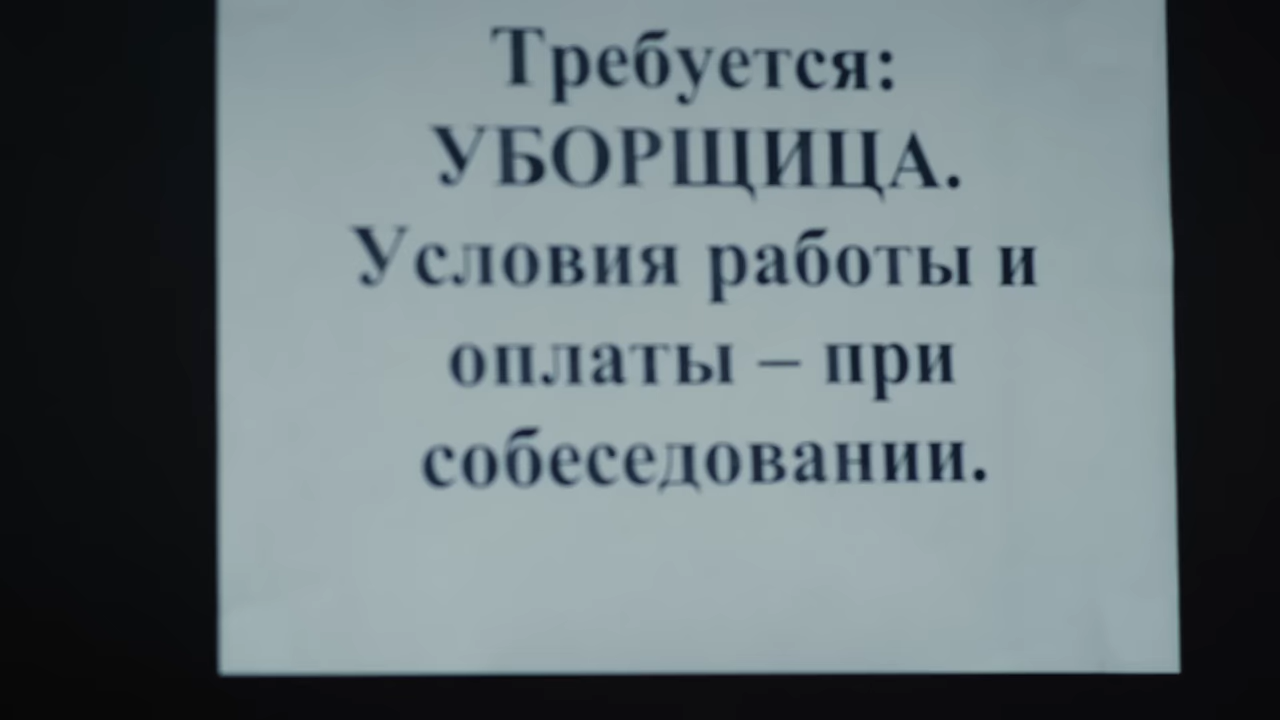 Требуется:
УБОРЩИЦА.
Условия работы и
оплаты – при
собеседовании.